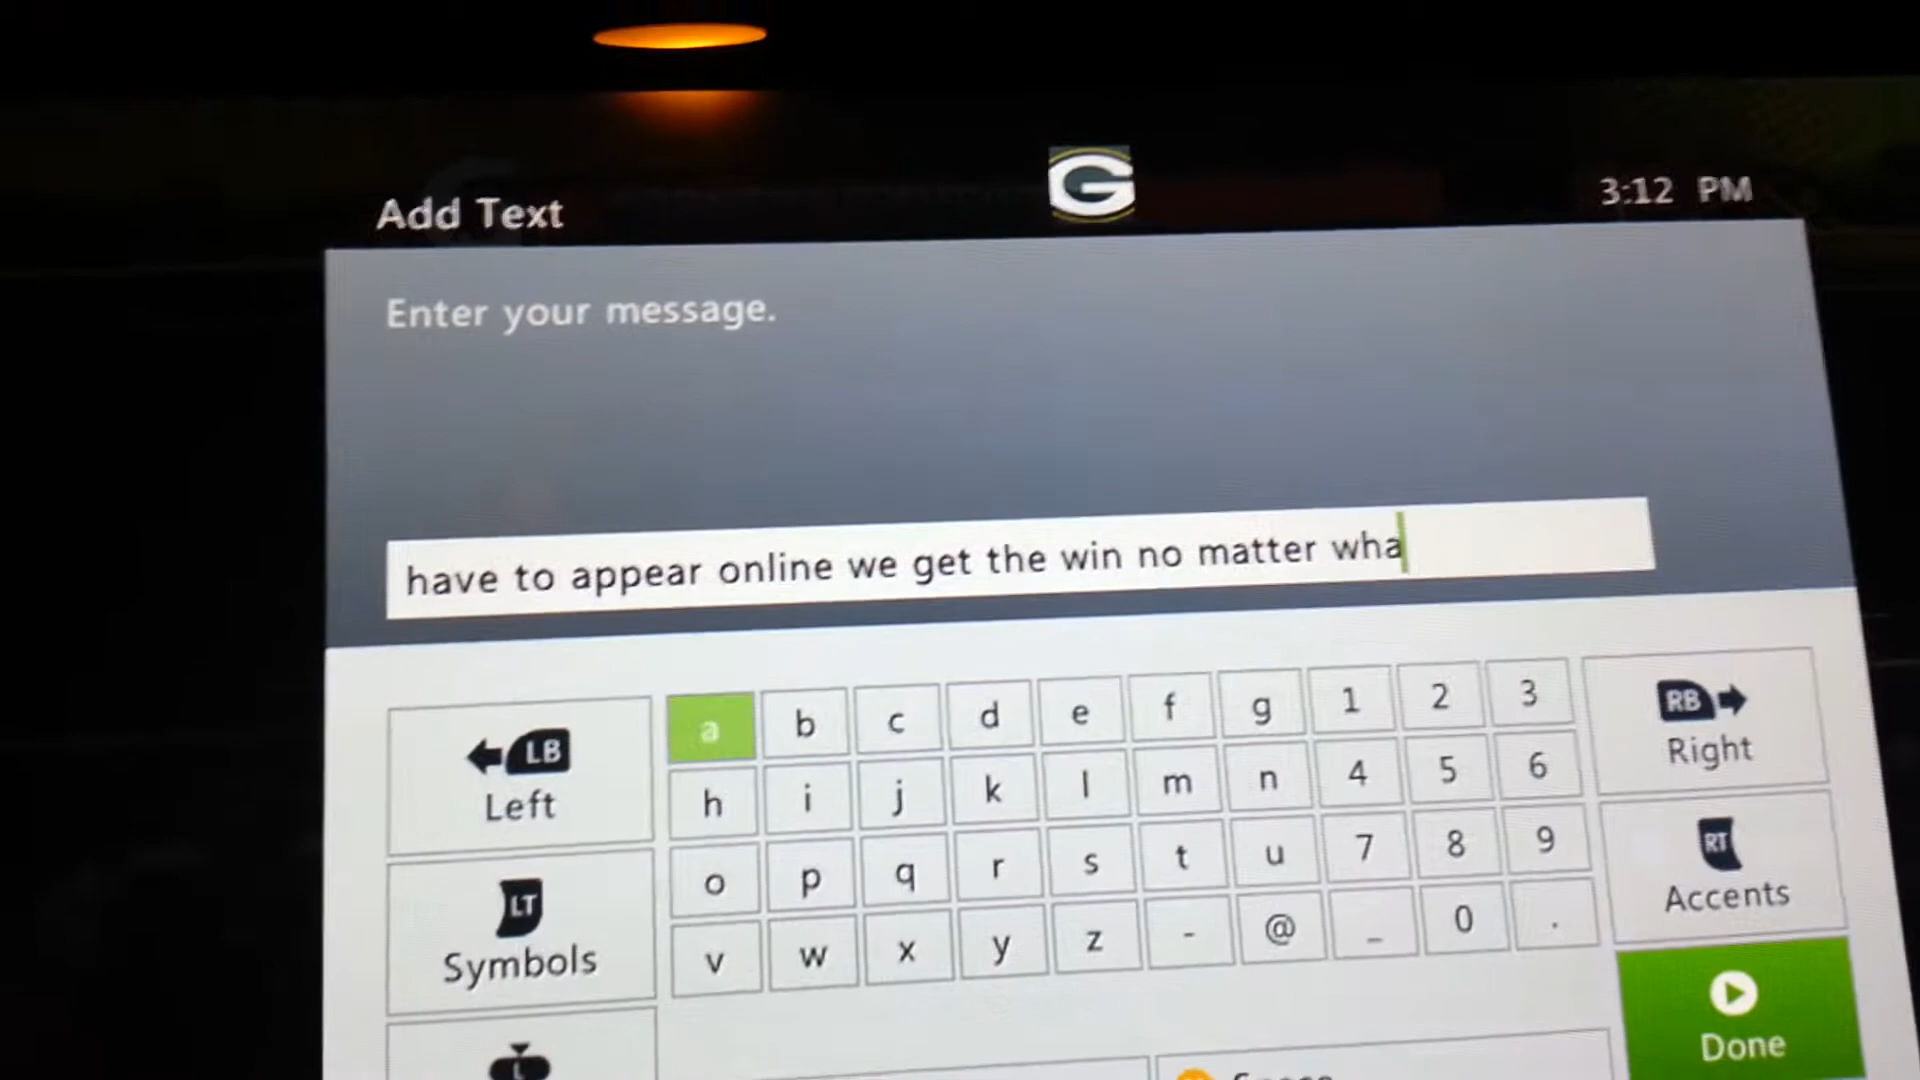 G
Add Text
3:12 PM
Enter your message.
have to appear online we get the win no matter wha
LB
Left
a b c d e f g 1 2 3
RB
Right
h i j k l m n 4 5 6
LT
Symbols
o p q r s t u 7 8 9
RT
Accents
v w x y z - @ _ 0 .
L
Done
Space